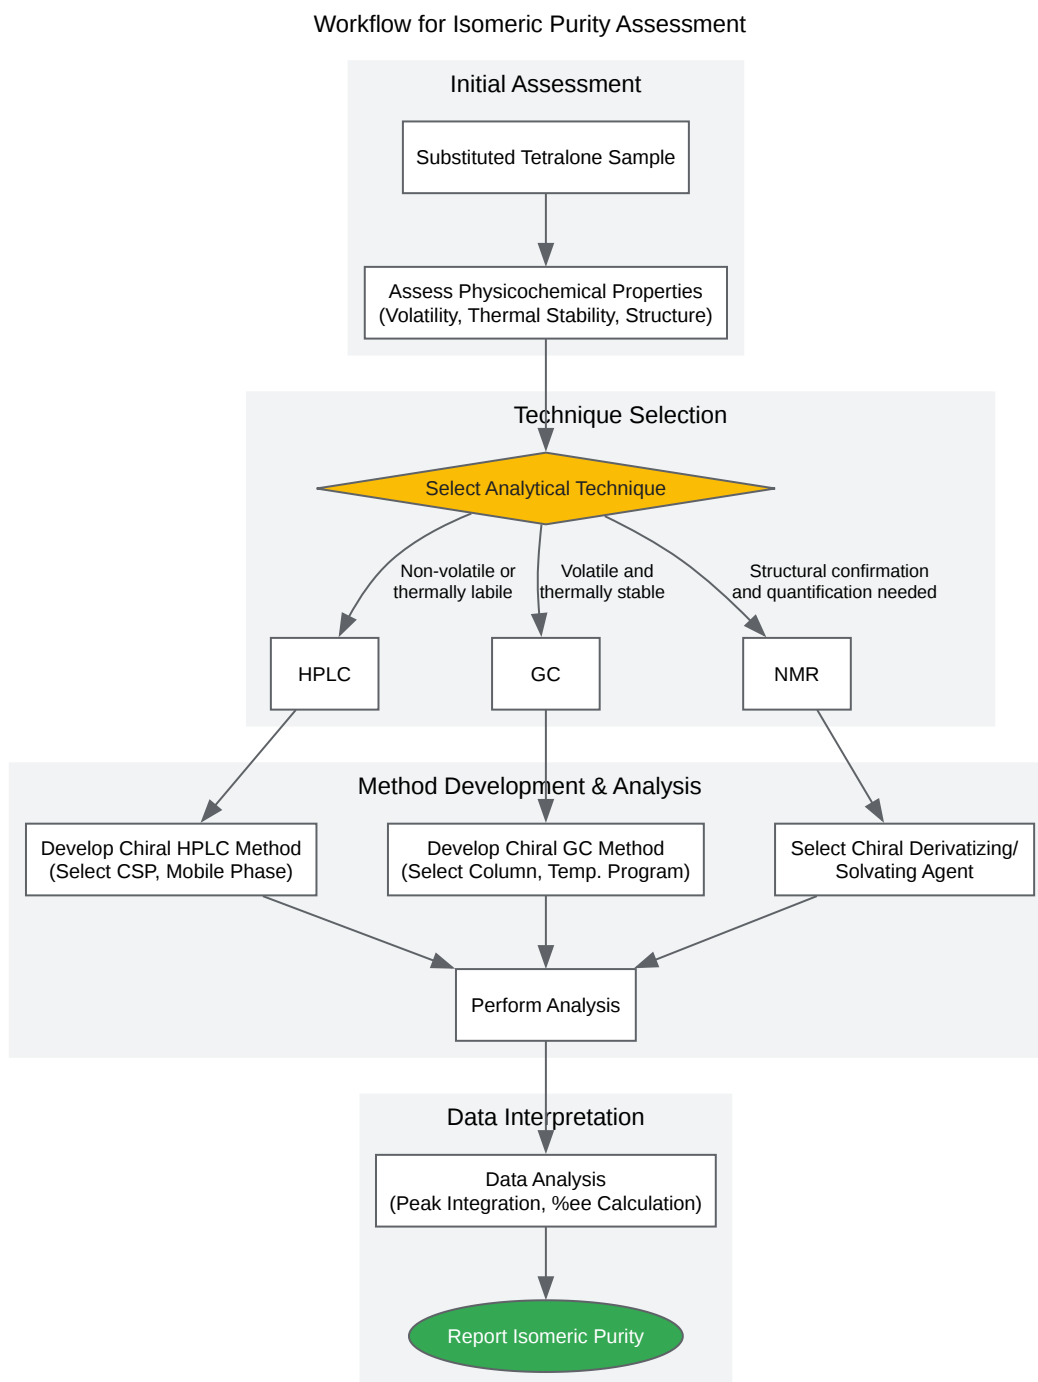 Workflow for Isomeric Purity Assessment
Initial Assessment
Substituted Tetralone Sample
Assess Physicochemical Properties
(Volatility, Thermal Stability, Structure)
Technique Selection
Select Analytical Technique
Non-volatile or
thermally labile
Volatile and
thermally stable
Structural confirmation
and quantification needed
HPLC
GC
NMR
Method Development & Analysis
Develop Chiral HPLC Method
(Select CSP, Mobile Phase)
Develop Chiral GC Method
(Select Column, Temp. Program)
Select Chiral Derivatizing/
Solvating Agent
Perform Analysis
Data Interpretation
Data Analysis
(Peak Integration, %ee Calculation)
Report Isomeric Purity